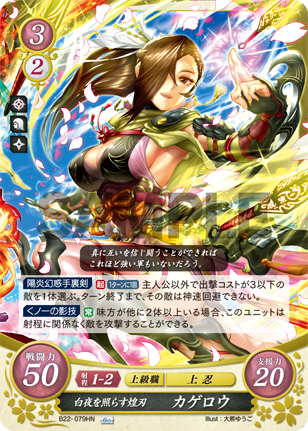 3
2
SAMPLE
真に互いを信じ闘うことができれば
これほど強い軍もいないだろう。
陽炎幻惑手裏剣 起 1ターンに1回 主人公以外で出撃コストが3以下の
敵を1体選ぶ。ターン終了まで、その敵は神速回避できない。
くノ一の影技 常 味方が他に2体以上いる場合、このユニットは
射程に関係なく敵を攻撃することができる。
戦闘力
50
射程 1-2 上級職 上忍
支援力
20
白夜を照らす煌刃 カゲロウ
B22-079HN
Illust. 大熊ゆうご